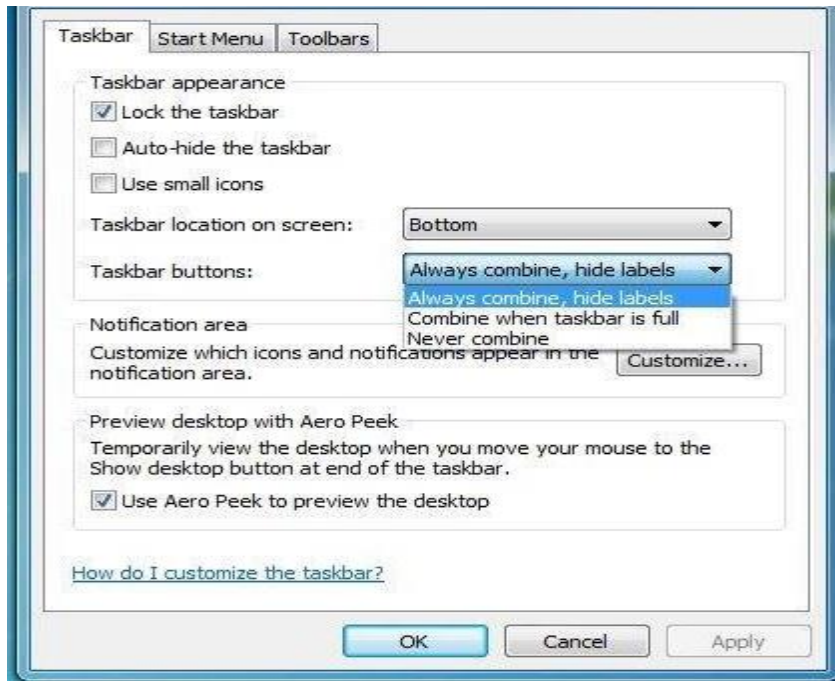 Taskbar Start Menu Toolbars
Taskbar appearance
Lock the taskbar
Auto-hide the taskbar
Use small icons
Taskbar location on screen: Bottom
Taskbar buttons: Always combine, hide labels
Always combine, hide labels
Combine when taskbar is full
Never combine
Notification area
Customize which icons and notifications appear in the
notification area.
Customize...
Preview desktop with Aero Peek
Temporarily view the desktop when you move your mouse to the
Show desktop button at end of the taskbar.
Use Aero Peek to preview the desktop
How do I customize the taskbar?
OK Cancel Apply